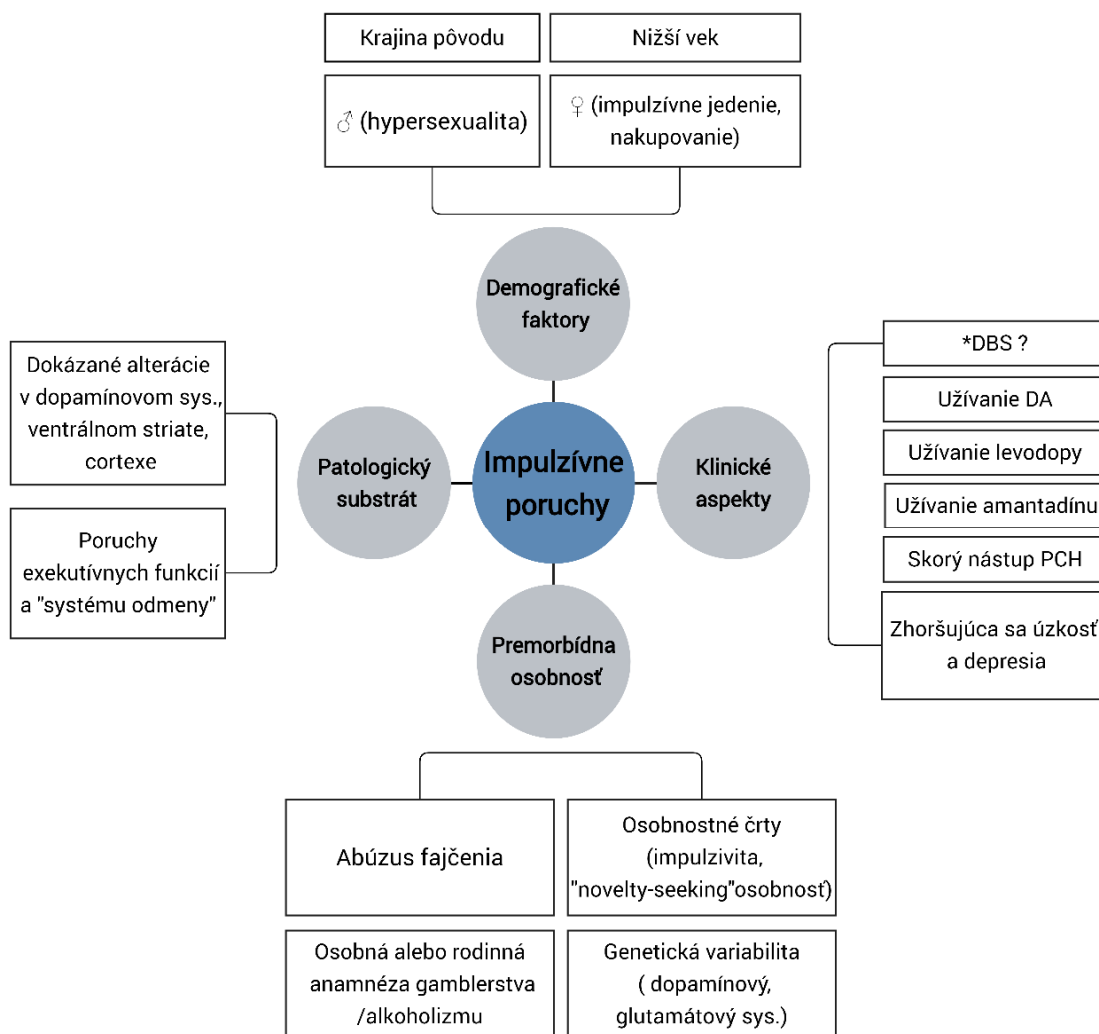 Krajina pôvodu
Nižší vek
♂ (hypersexualita)
♀ (impulzívne jedenie,
nakupovanie)
Demografické
faktory
Dokázané alterácie
v dopamínovom sys.,
ventrálnom striate,
cortexe
Poruchy
exekutívnych funkcií
a "systému odmeny"
Patologický
substrát
Impulzívne
poruchy
Klinické
aspekty
*DBS ?
Užívanie DA
Užívanie levodopy
Užívanie amantadínu
Skorý nástup PCH
Zhoršujúca sa úzkosť
a depresia
Premorbídna
osobnosť
Abúzus fajčenia
Osobnostné črty
(impulzivita,
"novelty-seeking"osobnosť)
Osobná alebo rodinná
anamnéza gamblerstva
/alkoholizmu
Genetická variabilita
( dopamínový,
glutamátový sys.)